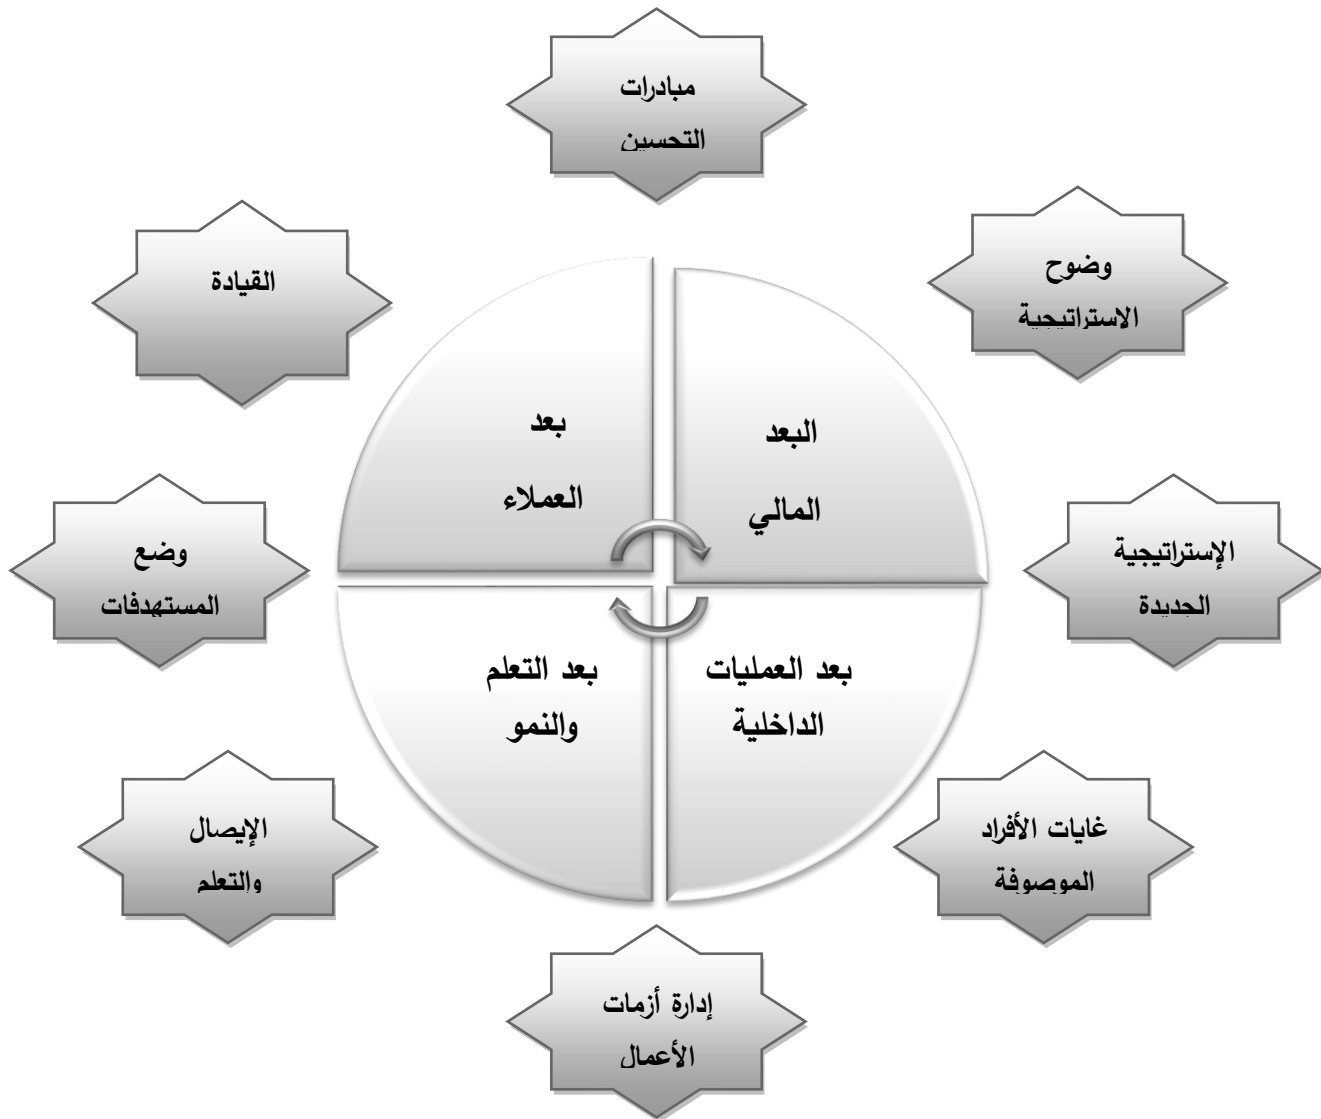 مبادرات
التحسين
وضوح
الاستراتيجية
القيادة
البعد
المالي
بعد
العملاء
الإستراتيجية
الجديدة
وضع
المستهدفات
بعد العمليات
الداخلية
بعد التعلم
والنمو
غايات الأفراد
الموصوفة
الإيصال
والتعلم
إدارة أزمات
الأعمال